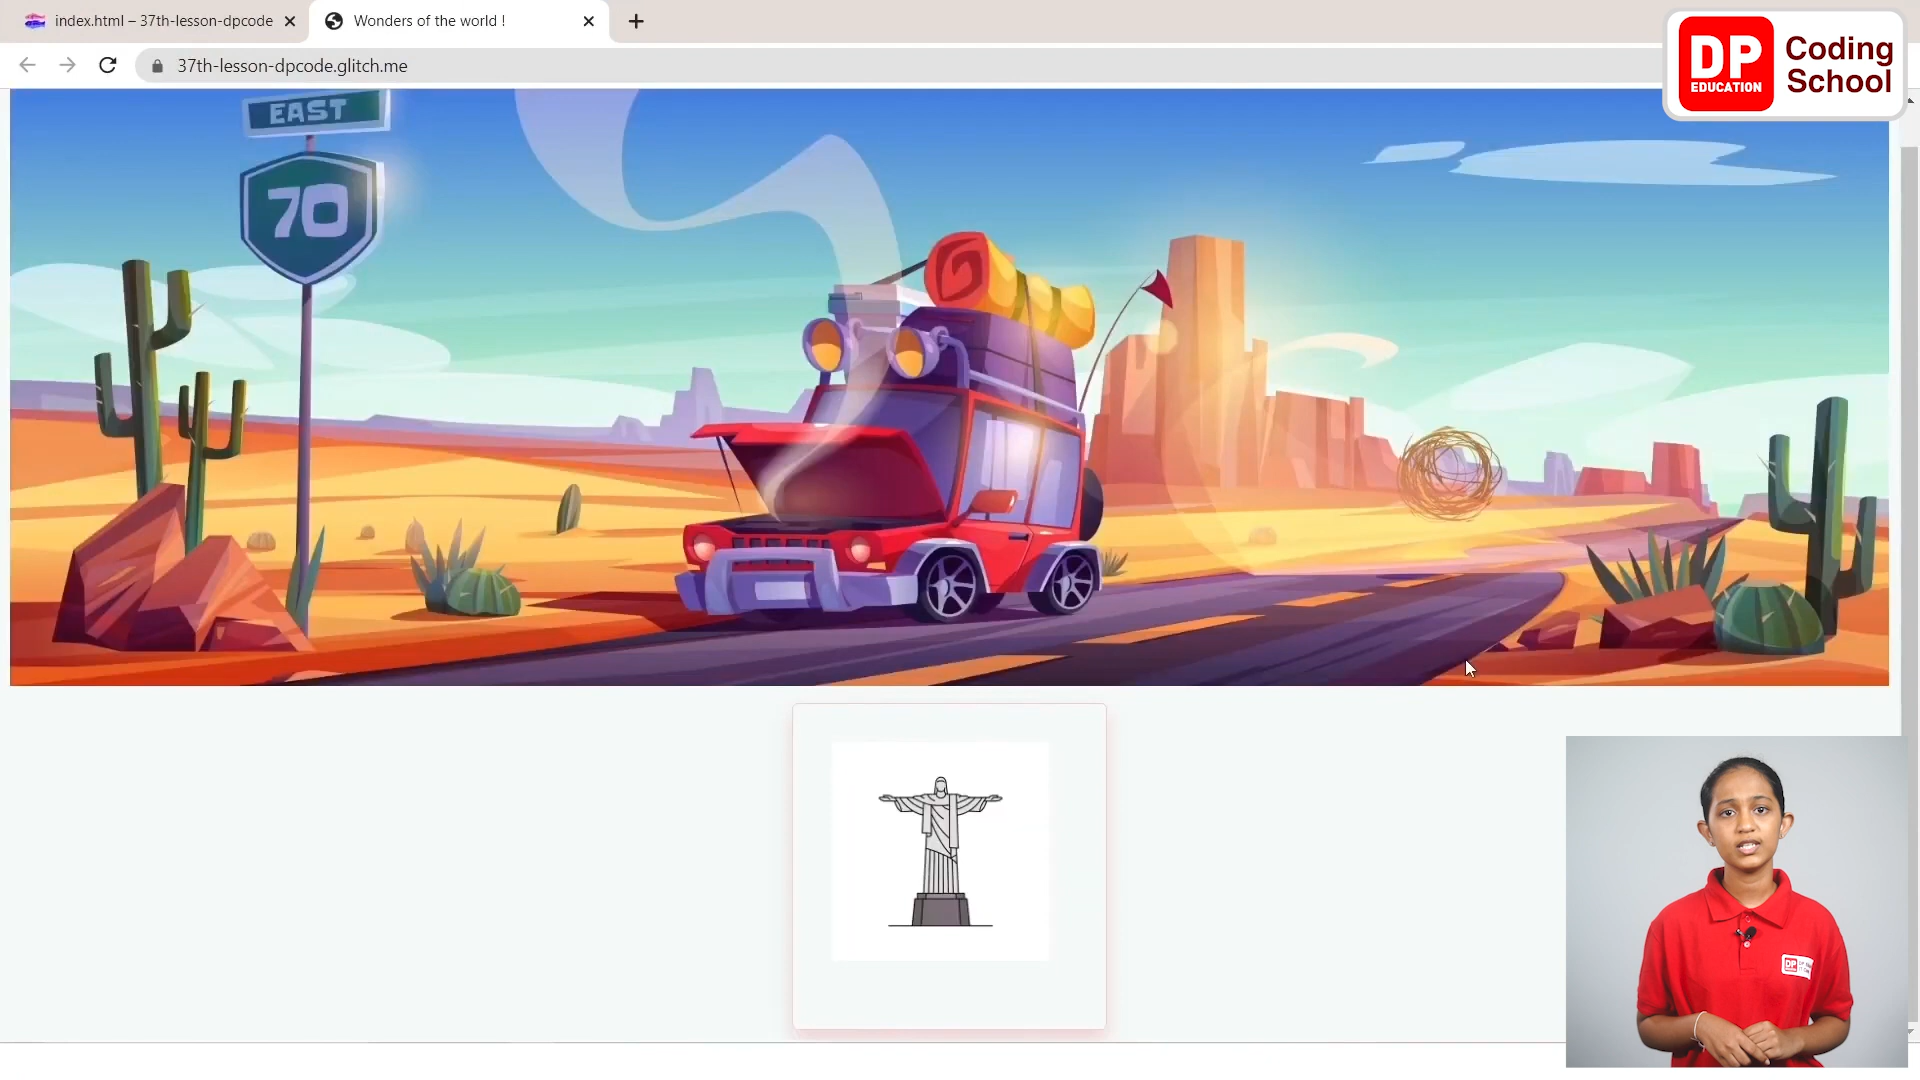 index.html – 37th-lesson-dpcode
Wonders of the world !
37th-lesson-dpcode.glitch.me
DP
EDUCATION
Coding
School
EAST
70
DP